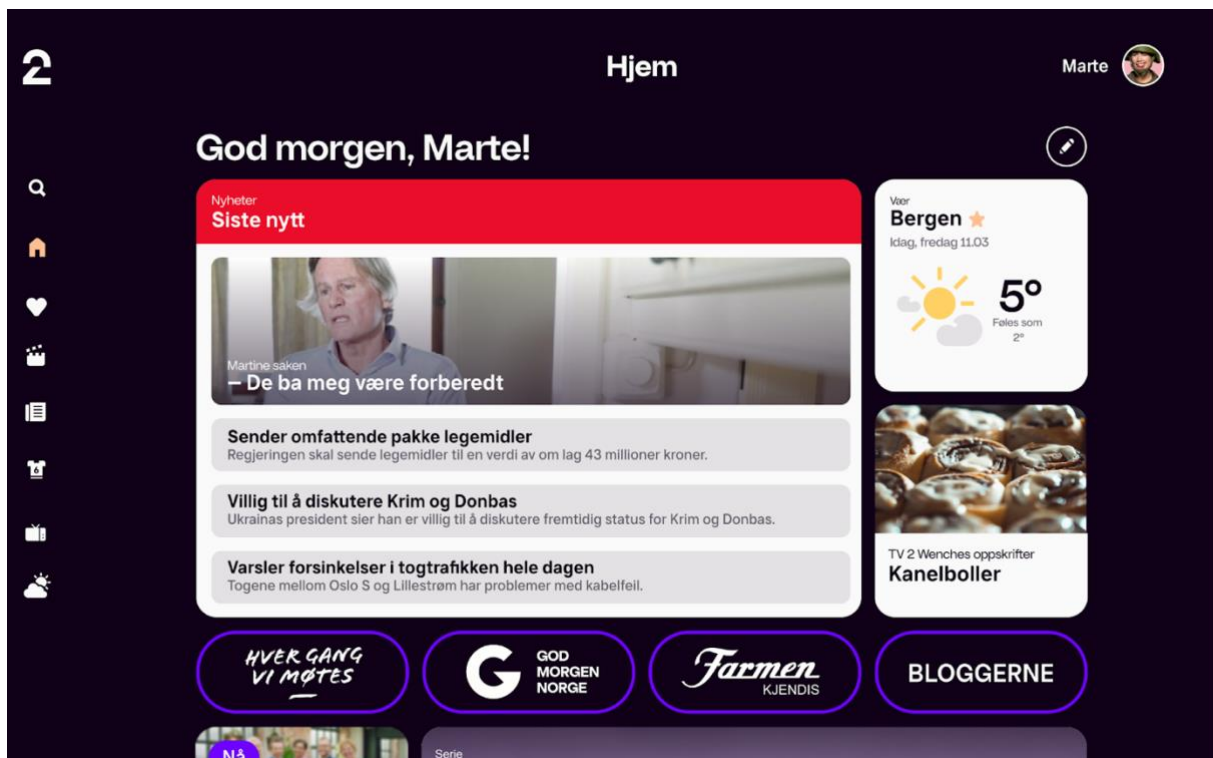 2
Hjem
Marte
God morgen, Marte!
Nyheter
Siste nytt
Martine saken
– De ba meg være forberedt
Sender omfattende pakke legemidler
Regjeringen skal sende legemidler til en verdi av om lag 43 millioner kroner.
Villig til å diskutere Krim og Donbas
Ukrainas president sier han er villig til å diskutere fremtidig status for Krim og Donbas.
Varsler forsinkelser i togtrafikken hele dagen
Togene mellom Oslo S og Lillestrøm har problemer med kabelfeil.
Vær
Bergen
Idag, fredag 11.03
5°
Føles som
2°
TV 2 Wenches oppskrifter
Kanelboller
HVER GANG
VI MØTES
G
GOD
MORGEN
NORGE
Farmen
KJENDIS
BLOGGERNE
Nå
Serie
6